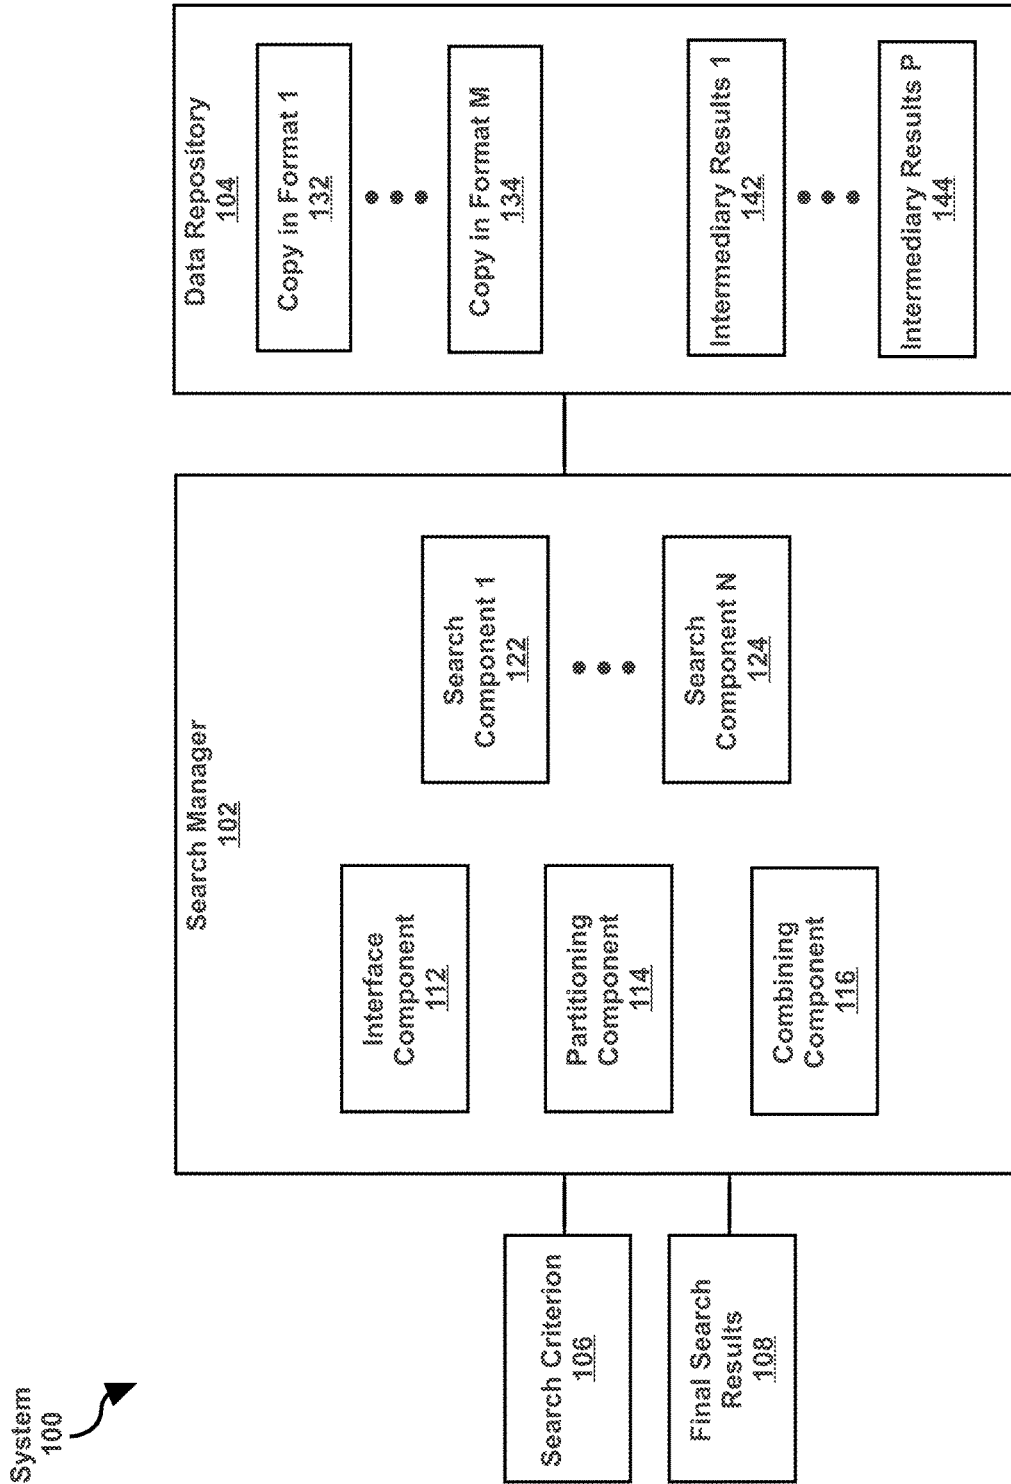 System
100
Search Criterion
106
Final Search
Results
108
Search Manager
102
Interface
Component
112
Partitioning
Component
114
Combining
Component
116
Search
Component 1
122
Search
Component N
124
Data Repository
104
Copy in Format 1
132
Copy in Format M
134
Intermediary Results 1
142
Intermediary Results P
144